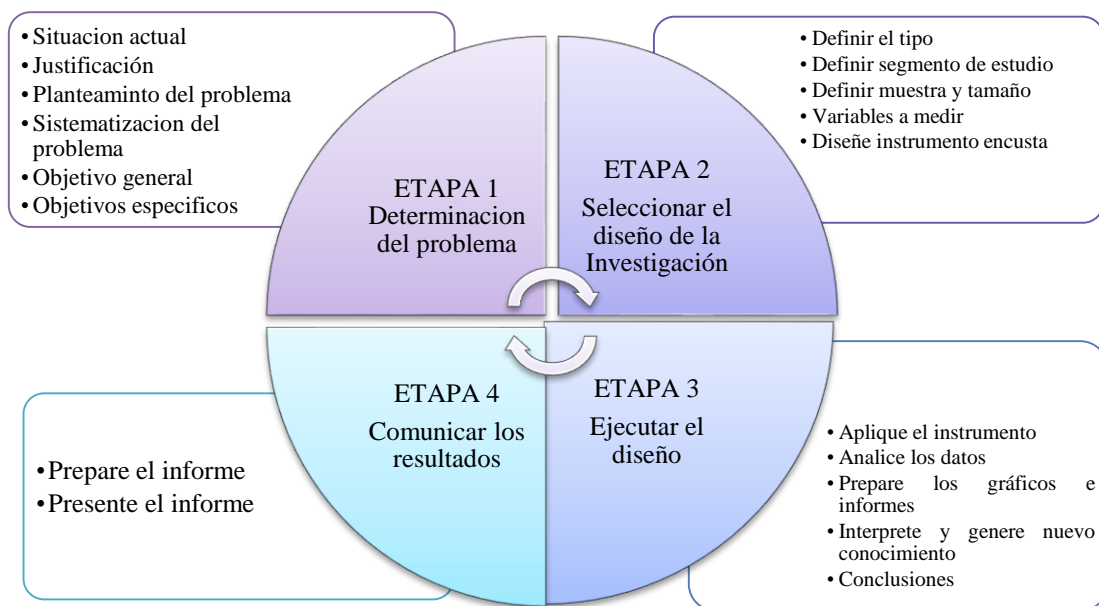 • Situacion actual
• Justificación
• Planteaminto del problema
• Sistematizacion del
problema
• Objetivo general
• Objetivos especificos
ETAPA 1
Determinacion
del problema
ETAPA 2
Seleccionar el
diseño de la
Investigación
• Definir el tipo
• Definir segmento de estudio
• Definir muestra y tamaño
• Variables a medir
• Diseñe instrumento encusta
ETAPA 3
Ejecutar el
diseño
• Aplique el instrumento
• Analice los datos
• Prepare los gráficos e
informes
• Interprete y genere nuevo
conocimiento
• Conclusiones
ETAPA 4
Comunicar los
resultados
• Prepare el informe
• Presente el informe